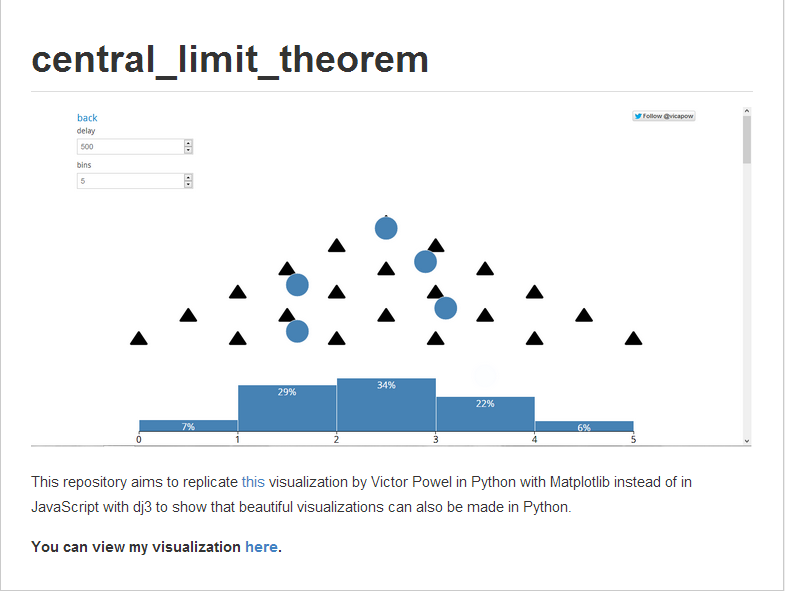 central_limit_theorem
back
Follow @vicapow
delay
500
bins
5
7%
29%
34%
22%
6%
0 1 2 3 4 5
This repository aims to replicate this visualization by Victor Powel in Python with Matplotlib instead of in
JavaScript with dj3 to show that beautiful visualizations can also be made in Python.
You can view my visualization here.